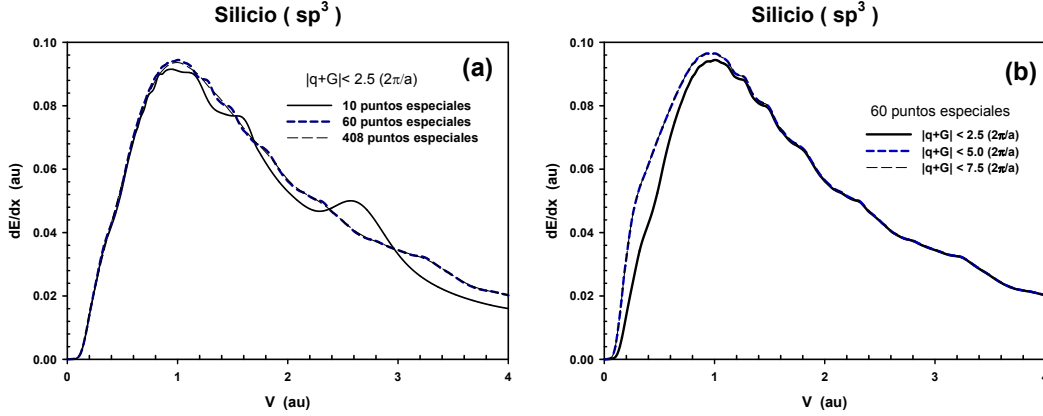 Silicio ( sp³ )
(a)
|q+G|< 2.5 (2π/a)
10 puntos especiales
60 puntos especiales
408 puntos especiales
0.10
0.08
0.06
0.04
0.02
0.00
dE/dx (au)
0 1 2 3 4
V (au)
Silicio ( sp³ )
(b)
60 puntos especiales
|q+G| < 2.5 (2π/a)
|q+G| < 5.0 (2π/a)
|q+G| < 7.5 (2π/a)
0.10
0.08
0.06
0.04
0.02
0.00
dE/dx (au)
0 1 2 3 4
V (au)